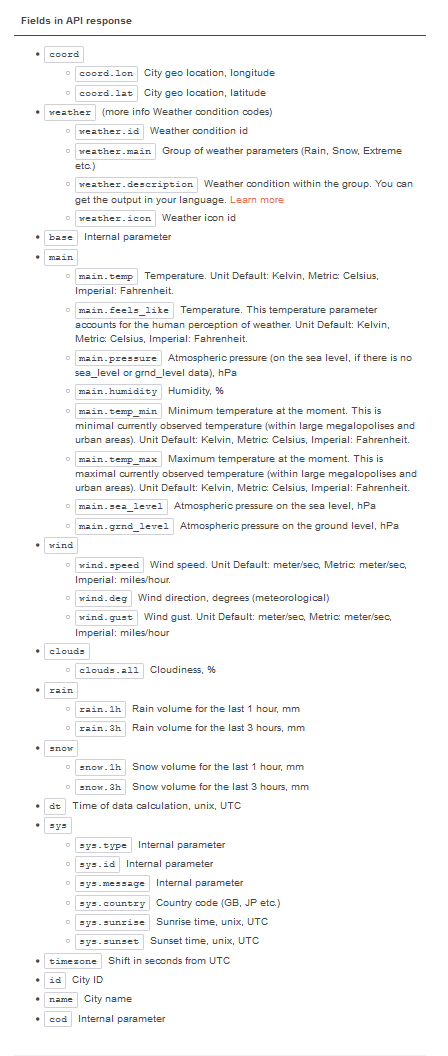 Fields in API response
coord
coord.lon City geo location, longitude
coord.lat City geo location, latitude
weather (more info Weather condition codes)
weather.id Weather condition id
weather.main Group of weather parameters (Rain, Snow, Extreme
etc.)
weather.description Weather condition within the group. You can
get the output in your language. Learn more
weather.icon Weather icon id
base Internal parameter
main
main.temp Temperature. Unit Default: Kelvin, Metric: Celsius,
Imperial: Fahrenheit.
main.feels_like Temperature. This temperature parameter
accounts for the human perception of weather. Unit Default: Kelvin,
Metric: Celsius, Imperial: Fahrenheit.
main.pressure Atmospheric pressure (on the sea level, if there is no
sea_level or grnd_level data), hPa
main.humidity Humidity, %
main.temp_min Minimum temperature at the moment. This is
minimal currently observed temperature (within large megalopolises and
urban areas). Unit Default: Kelvin, Metric: Celsius, Imperial: Fahrenheit.
main.temp_max Maximum temperature at the moment. This is
maximal currently observed temperature (within large megalopolises and
urban areas). Unit Default: Kelvin, Metric: Celsius, Imperial: Fahrenheit.
main.sea_level Atmospheric pressure on the sea level, hPa
main.grnd_level Atmospheric pressure on the ground level, hPa
wind
wind.speed Wind speed. Unit Default: meter/sec, Metric: meter/sec,
Imperial: miles/hour.
wind.deg Wind direction, degrees (meteorological)
wind.gust Wind gust. Unit Default: meter/sec, Metric: meter/sec,
Imperial: miles/hour
clouds
clouds.all Cloudiness, %
rain
rain.1h Rain volume for the last 1 hour, mm
rain.3h Rain volume for the last 3 hours, mm
snow
snow.1h Snow volume for the last 1 hour, mm
snow.3h Snow volume for the last 3 hours, mm
dt Time of data calculation, unix, UTC
sys
sys.type Internal parameter
sys.id Internal parameter
sys.message Internal parameter
sys.country Country code (GB, JP etc.)
sys.sunrise Sunrise time, unix, UTC
sys.sunset Sunset time, unix, UTC
timezone Shift in seconds from UTC
id City ID
name City name
cod Internal parameter